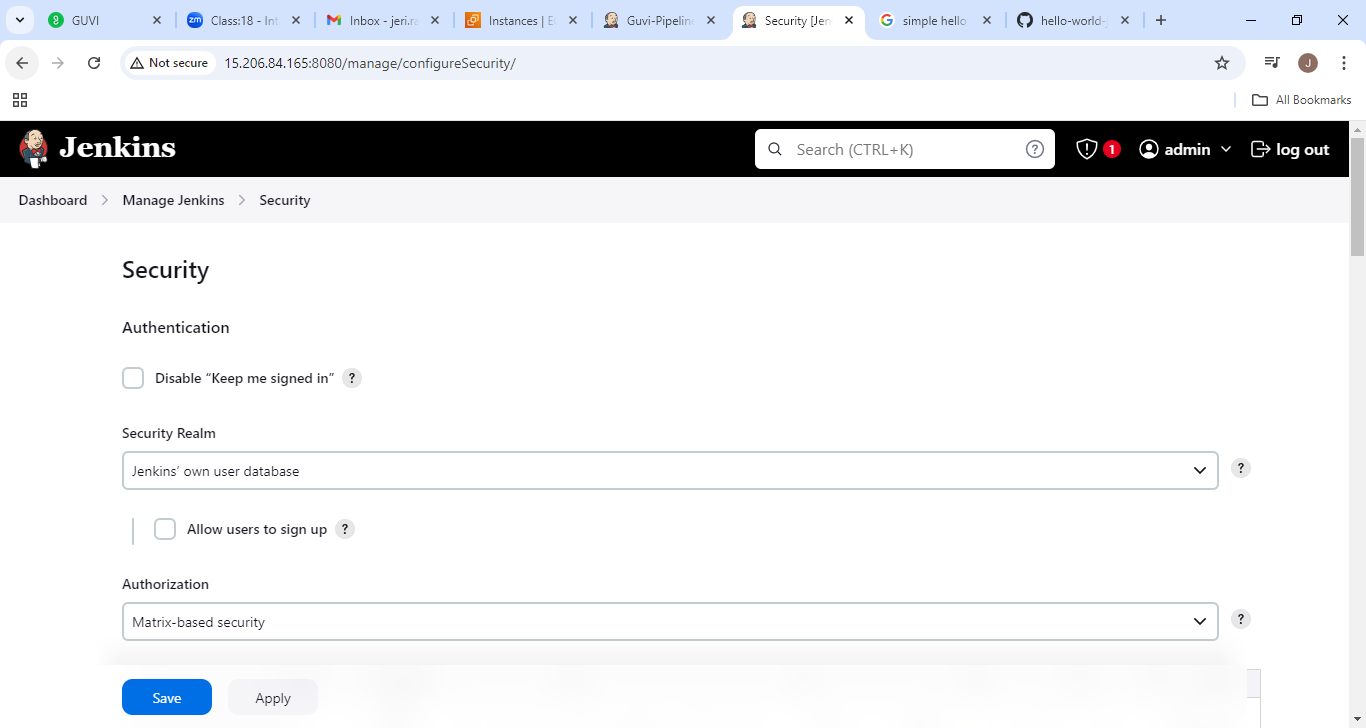 GUVI
Class:18 - Int
Inbox - jeri.ra
Instances | E
Guvi-Pipelin
Security [Jen
simple hello
hello-world-
Not secure
15.206.84.165:8080/manage/configureSecurity/
J
All Bookmarks
Jenkins
Search (CTRL+K)
?
1
admin
log out
Dashboard
Manage Jenkins
Security
Security
Authentication
Disable “Keep me signed in” ?
Security Realm
Jenkins’ own user database
?
Allow users to sign up ?
Authorization
Matrix-based security
?
Save
Apply